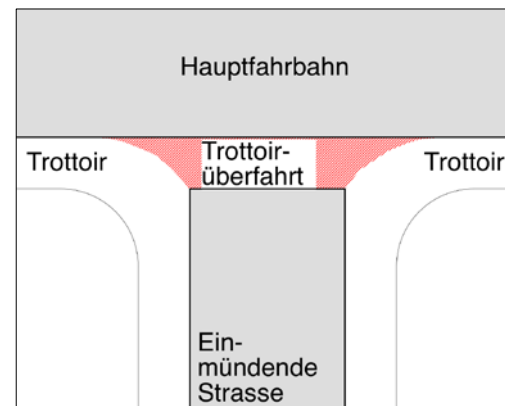 Hauptfahrbahn
Trottoir
Trottoir-
überfahrt
Trottoir
Ein-
mündende
Strasse